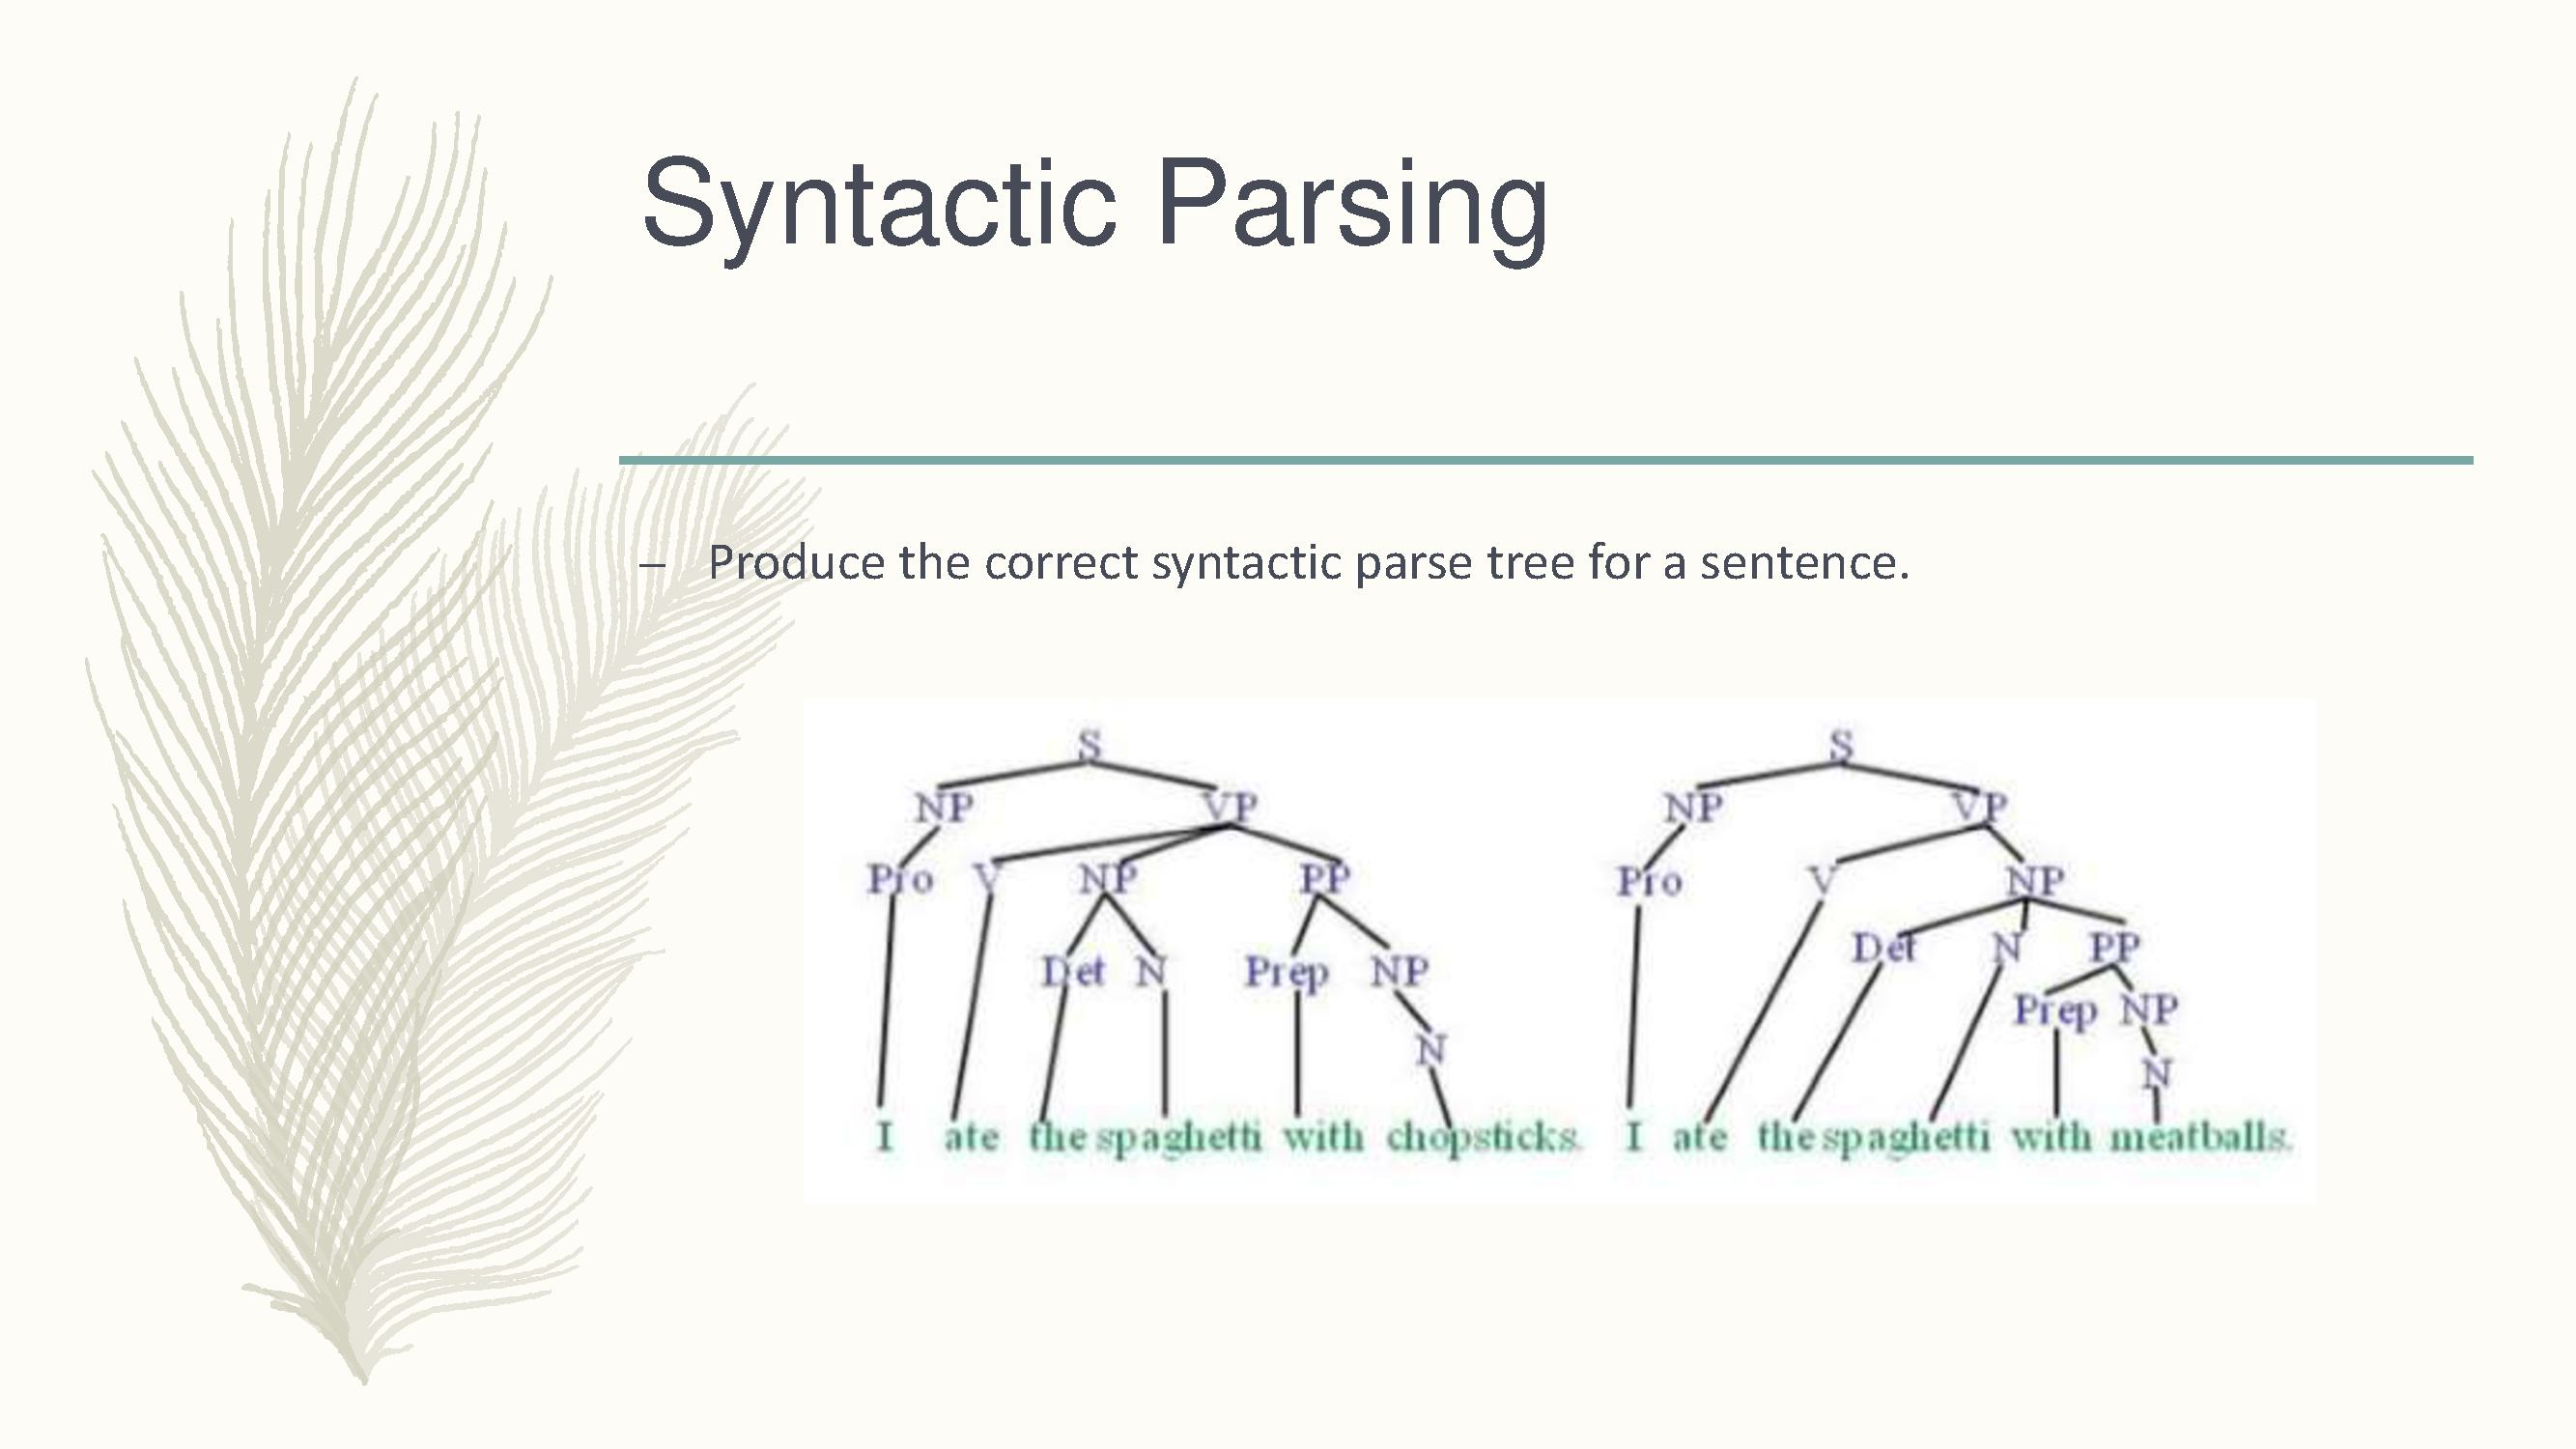 Syntactic Parsing
– Produce the correct syntactic parse tree for a sentence.
S S
NP VP NP VP
Pro V NP PP Pro V NP
Det N PP
Det N Prep NP
Prep NP
N
N
I ate the spaghetti with chopsticks. I ate the spaghetti with meatballs.